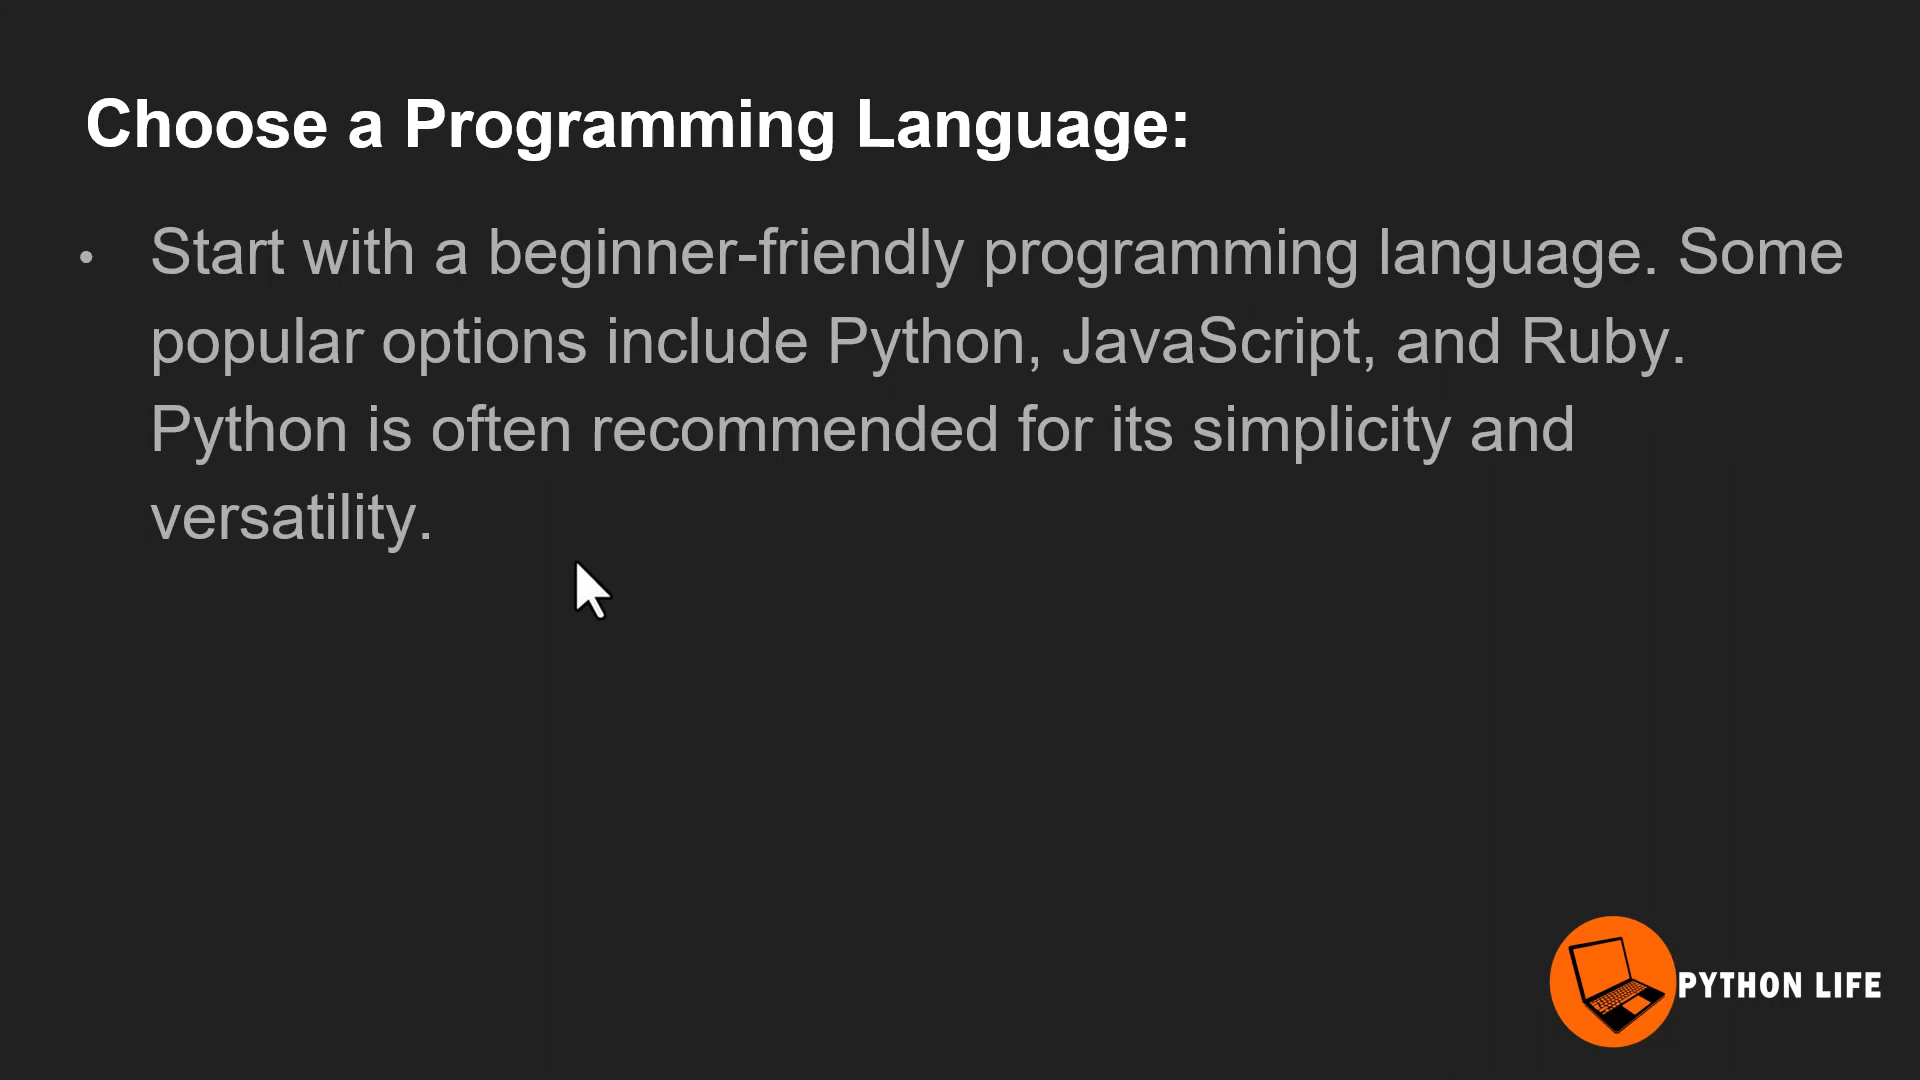 Choose a Programming Language:
• Start with a beginner-friendly programming language. Some
popular options include Python, JavaScript, and Ruby.
Python is often recommended for its simplicity and
versatility.
PYTHON LIFE